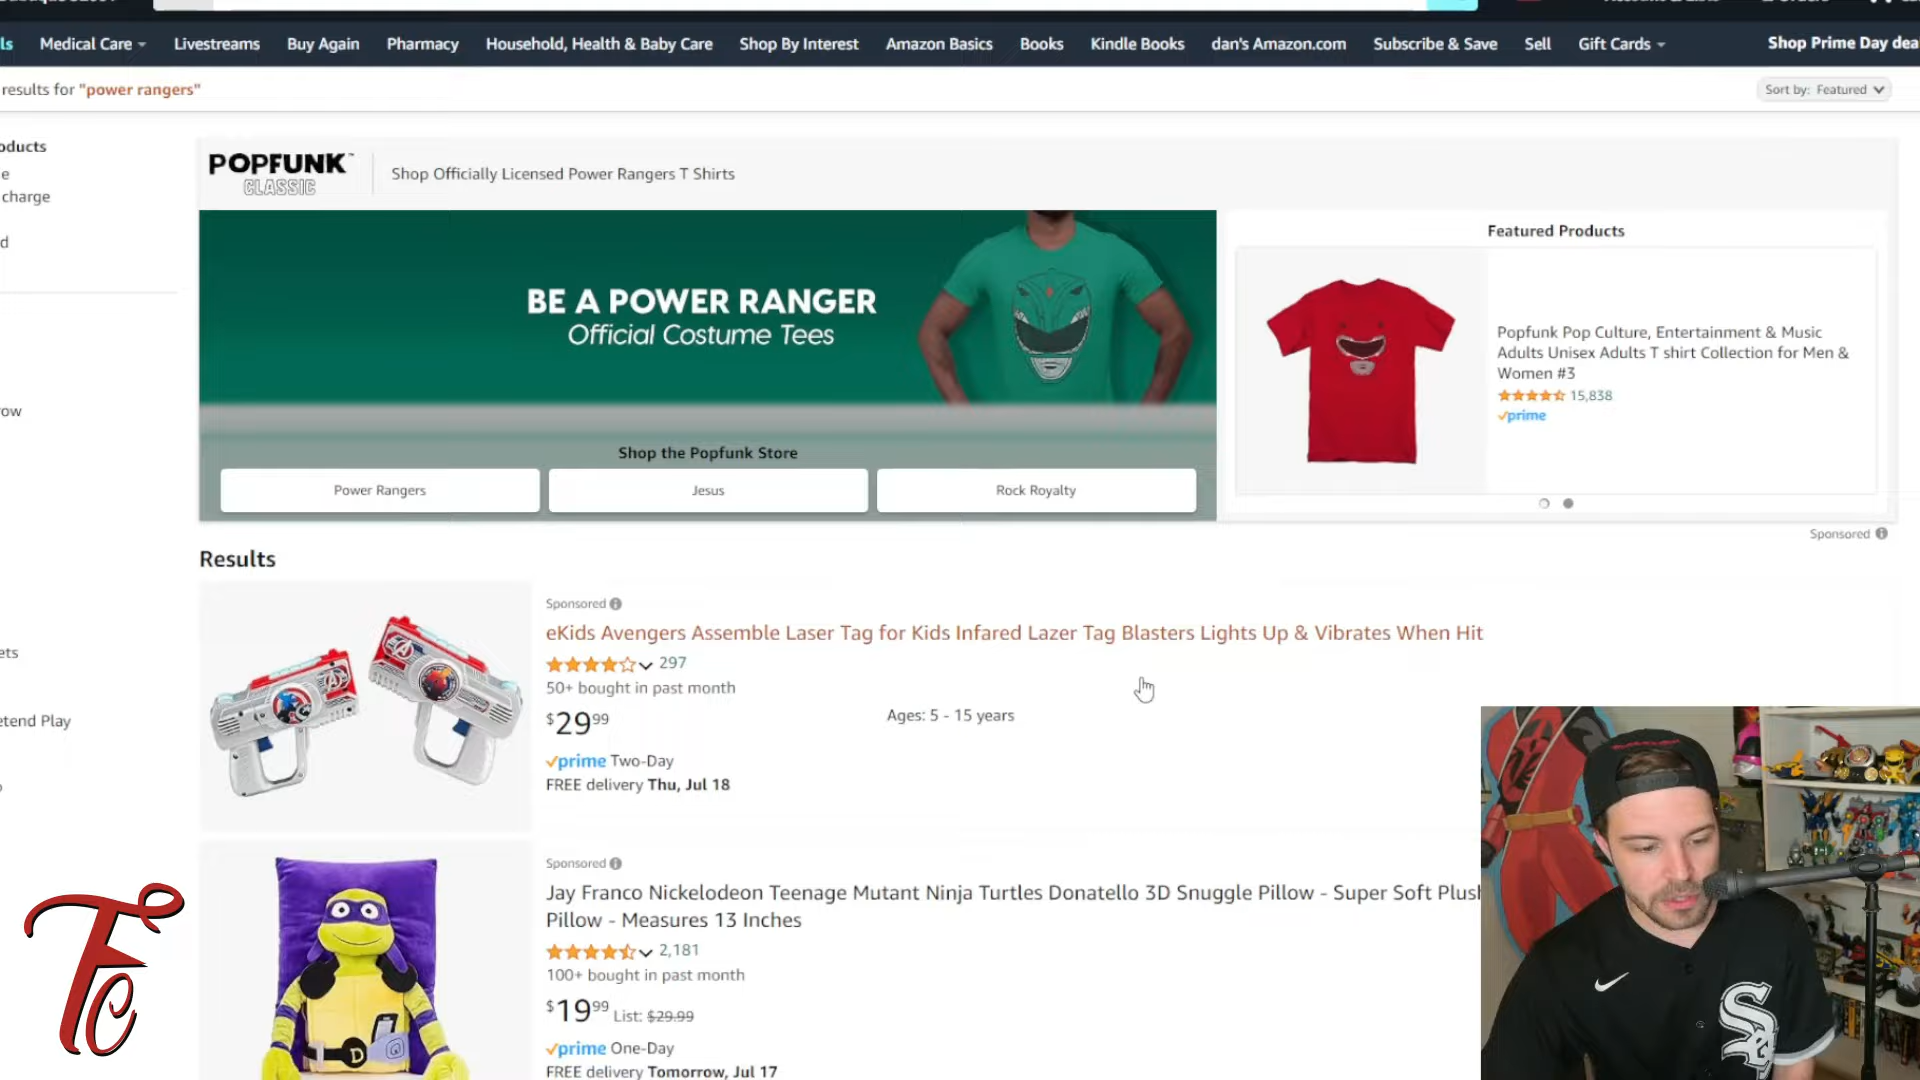 Medical Care
Livestreams
Buy Again
Pharmacy
Household, Health & Baby Care
Shop By Interest
Amazon Basics
Books
Kindle Books
dan's Amazon.com
Subscribe & Save
Sell
Gift Cards
Shop Prime Day dea
results for "power rangers"
Sort by: Featured
oducts
e
charge
d
POPFUNK™
CLASSIC
Shop Officially Licensed Power Rangers T Shirts
BE A POWER RANGER
Official Costume Tees
Shop the Popfunk Store
Power Rangers
Jesus
Rock Royalty
Featured Products
Popfunk Pop Culture, Entertainment & Music
Adults Unisex Adults T shirt Collection for Men &
Women #3
15,838
prime
Sponsored
row
ets
etend Play
Results
Sponsored
eKids Avengers Assemble Laser Tag for Kids Infared Lazer Tag Blasters Lights Up & Vibrates When Hit
297
50+ bought in past month
$29.99
Ages: 5 - 15 years
prime Two-Day
FREE delivery Thu, Jul 18
Sponsored
Jay Franco Nickelodeon Teenage Mutant Ninja Turtles Donatello 3D Snuggle Pillow - Super Soft Plush
Pillow - Measures 13 Inches
2,181
100+ bought in past month
$19.99 List: $29.99
prime One-Day
FREE delivery Tomorrow, Jul 17
D
TC
Sox